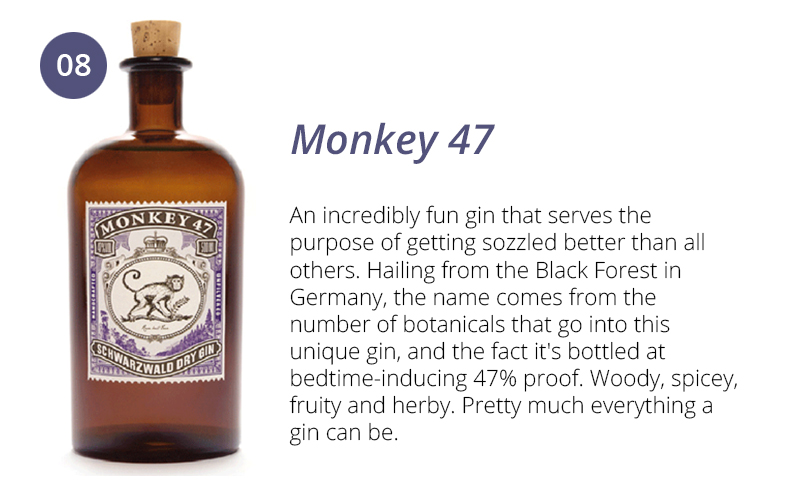 08
Monkey 47
An incredibly fun gin that serves the
purpose of getting sozzled better than all
others. Hailing from the Black Forest in
Germany, the name comes from the
number of botanicals that go into this
unique gin, and the fact it's bottled at
bedtime-inducing 47% proof. Woody, spicey,
fruity and herby. Pretty much everything a
gin can be.
MONKEY 47
SCHWARZWALD DRY GIN